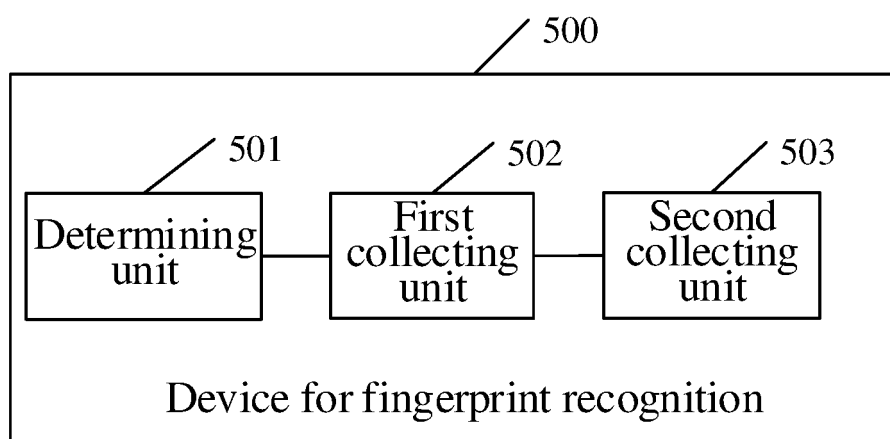 500
501
502
503
Determining
unit
First
collecting
unit
Second
collecting
unit
Device for fingerprint recognition